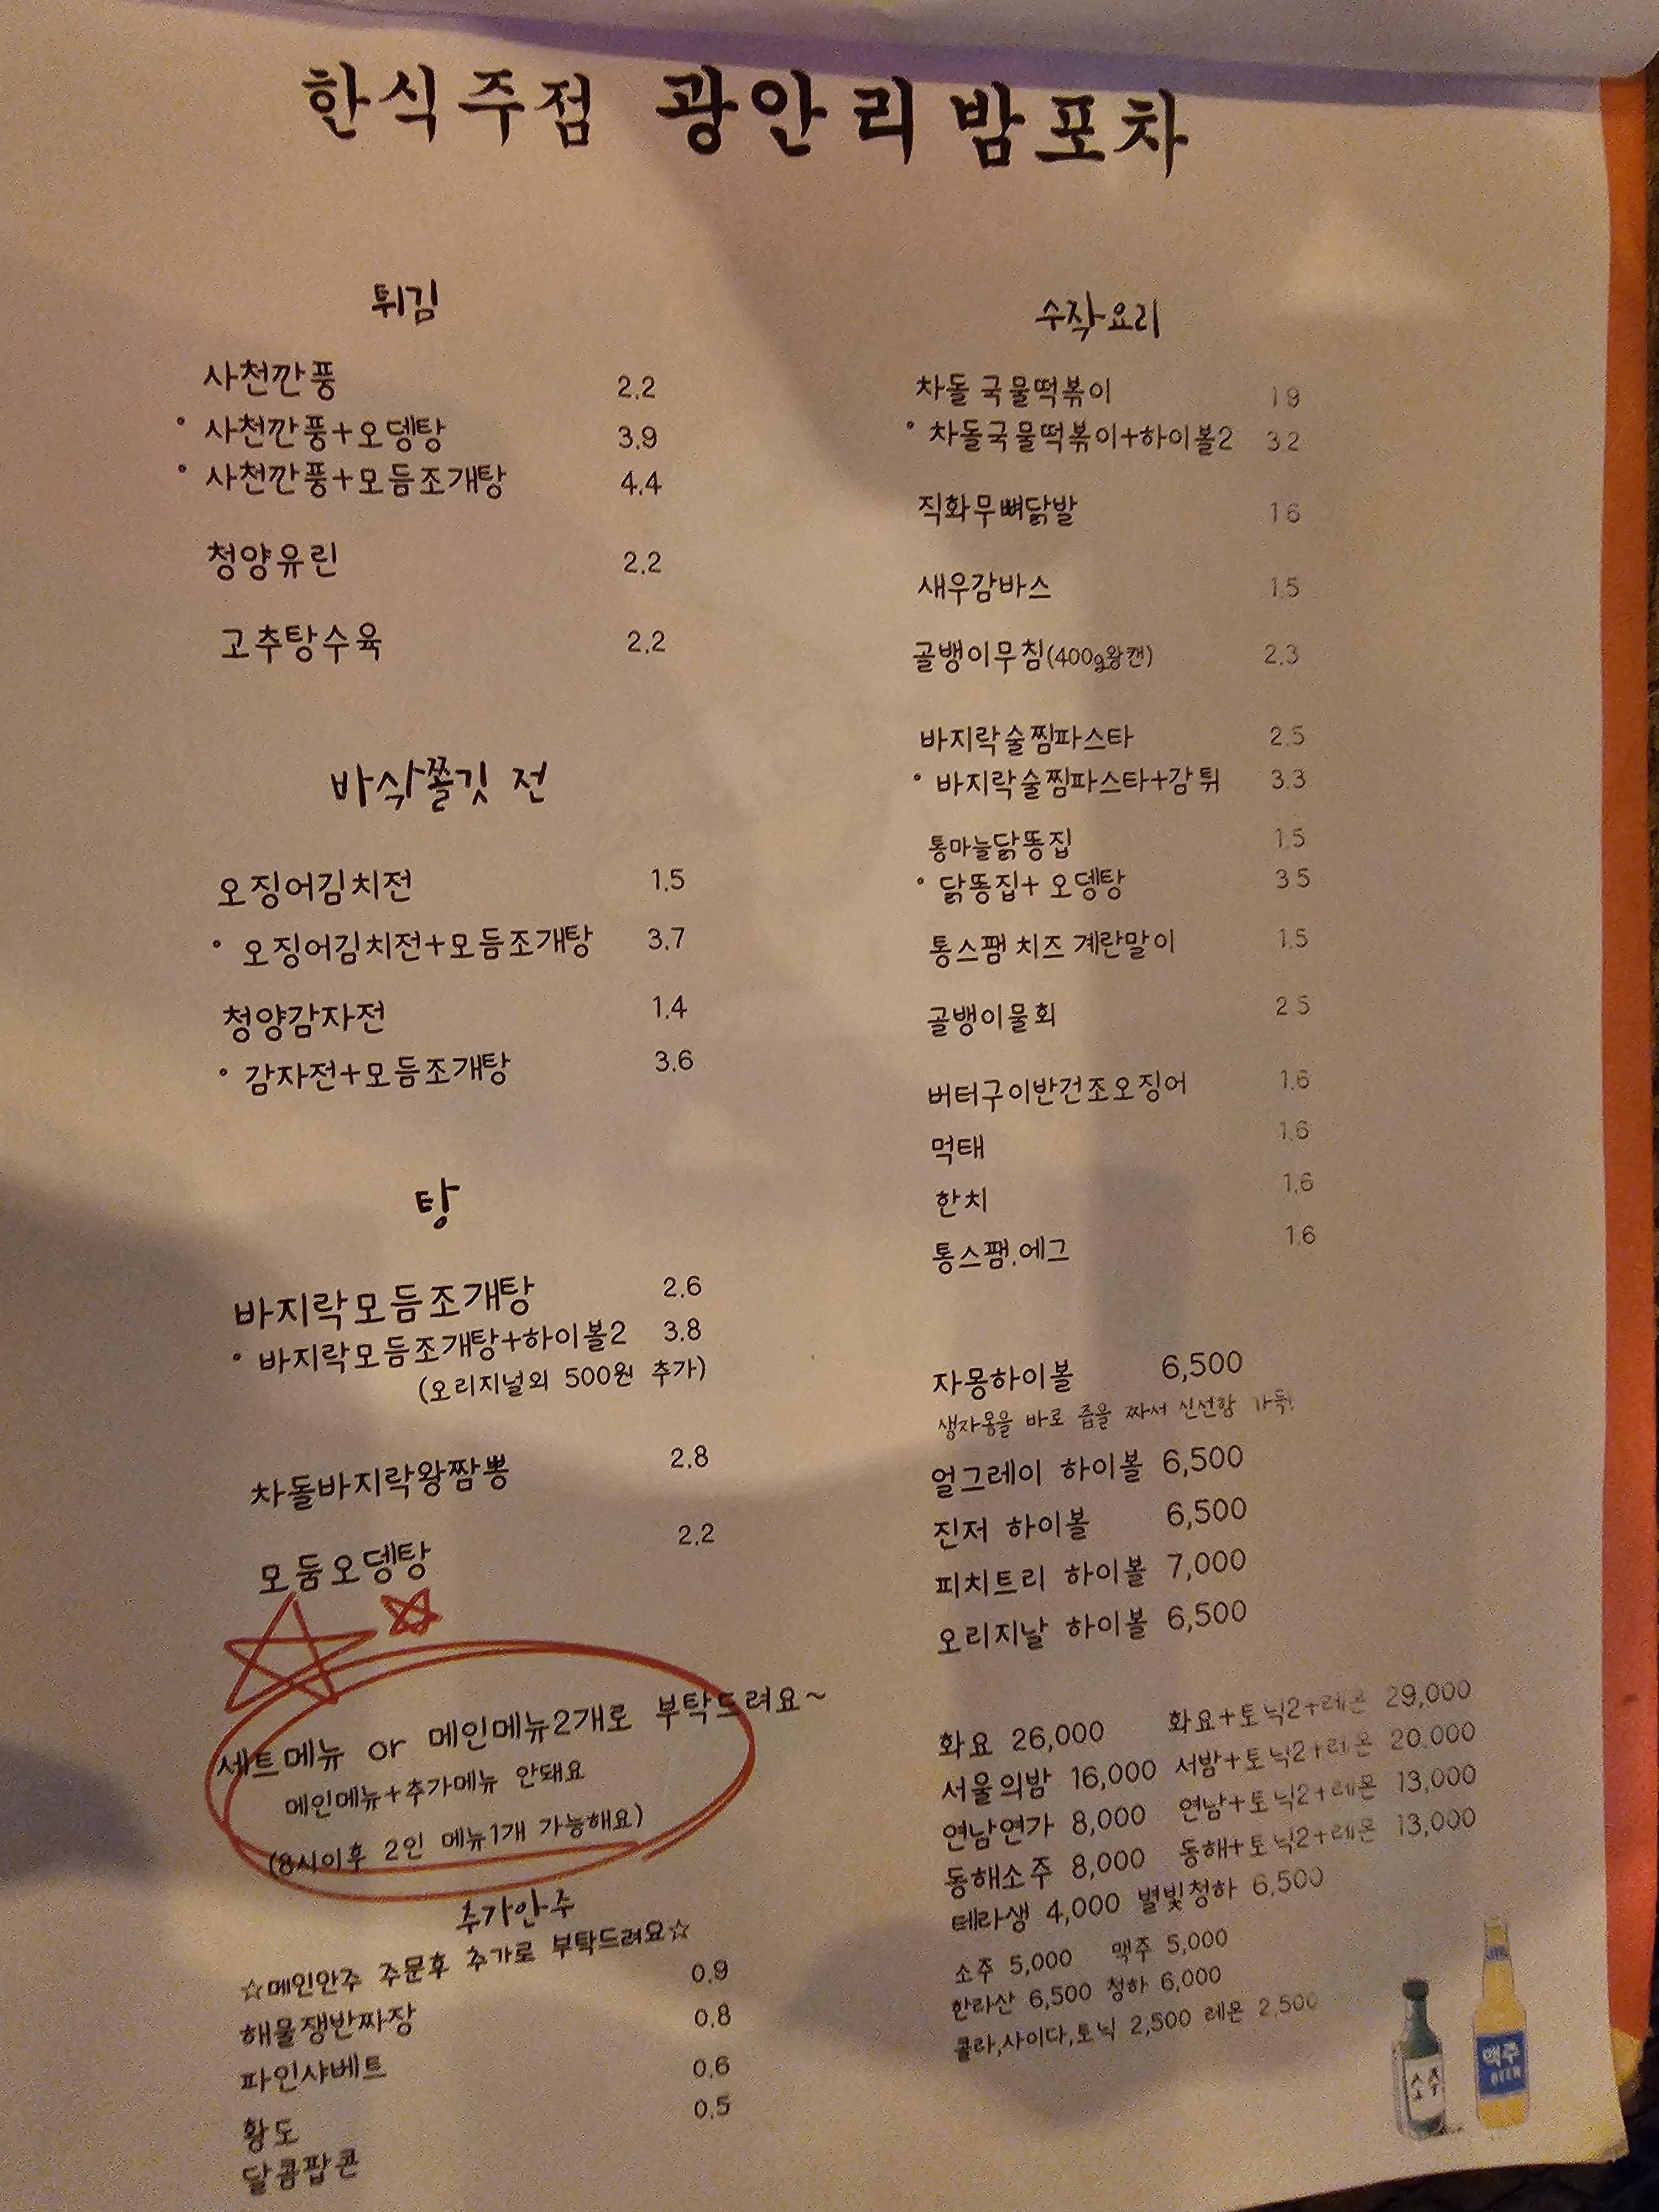 한식주점 광안리밤포차
튀김
사천깐풍 2.2
• 사천깐풍+오뎅탕 3.9
• 사천깐풍+모듬조개탕 4.4
청양유린 2.2
고추탕수육 2.2
바삭쫄깃 전
오징어김치전 1.5
• 오징어김치전+모듬조개탕 3.7
청양감자전 1.4
• 감자전+모듬조개탕 3.6
탕
바지락모듬조개탕 2.6
• 바지락모듬조개탕+하이볼2 3.8
(오리지널외 500원 추가)
차돌바지락왕짬뽕 2.8
모둠오뎅탕 2.2
세트메뉴 or 메인메뉴2개로 부탁드려요~
메인메뉴+추가메뉴 안돼요
(8시이후 2인 메뉴1개 가능해요)
추가안주
☆메인안주 주문후 추가로 부탁드려요☆
해물쟁반짜장 0.9
파인샤베트 0.8
황도 0.6
달콤팝콘 0.5
수작요리
차돌 국물떡볶이 1.9
• 차돌국물떡볶이+하이볼2 3.2
직화무뼈닭발 1.6
새우감바스 1.5
골뱅이무침(400g왕캔) 2.3
바지락술찜파스타 2.5
• 바지락술찜파스타+감튀 3.3
통마늘닭똥집 1.5
• 닭똥집+ 오뎅탕 3.5
통스팸 치즈 계란말이 1.5
골뱅이물회 2.5
버터구이반건조오징어 1.6
먹태 1.6
한치 1.6
통스팸.에그 1.6
자몽하이볼 6,500
생자몽을 바로 즙을 짜서 신선함 가득!
얼그레이 하이볼 6,500
진저 하이볼 6,500
피치트리 하이볼 7,000
오리지날 하이볼 6,500
화요 26,000 화요+토닉2+레몬 29,000
서울의밤 16,000 서밤+토닉2+레몬 20,000
연남연가 8,000 연남+토닉2+레몬 13,000
동해소주 8,000 동해+토닉2+레몬 13,000
테라생 4,000 별빛청하 6,500
소주 5,000 맥주 5,000
한라산 6,500 청하 6,000
콜라,사이다,토닉 2,500 레몬 2,500
소주
맥주
BEER